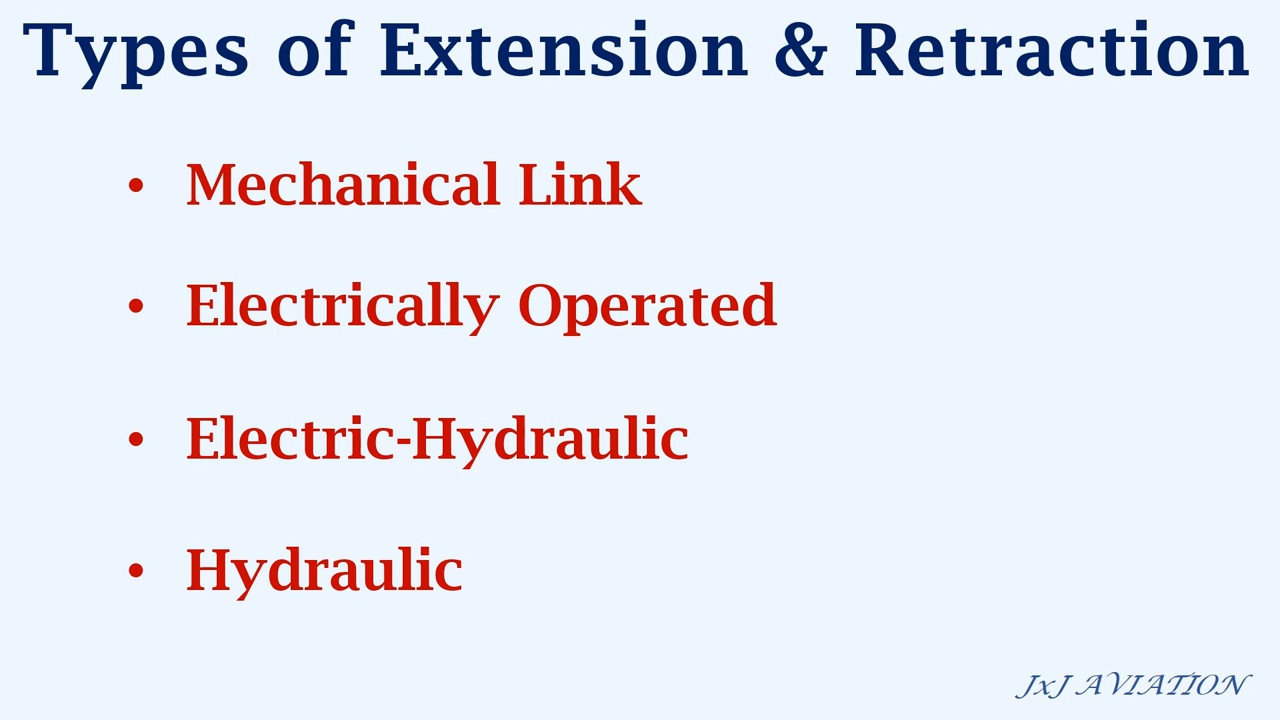 Types of Extension & Retraction
• Mechanical Link
• Electrically Operated
• Electric-Hydraulic
• Hydraulic
JxJ AVIATION